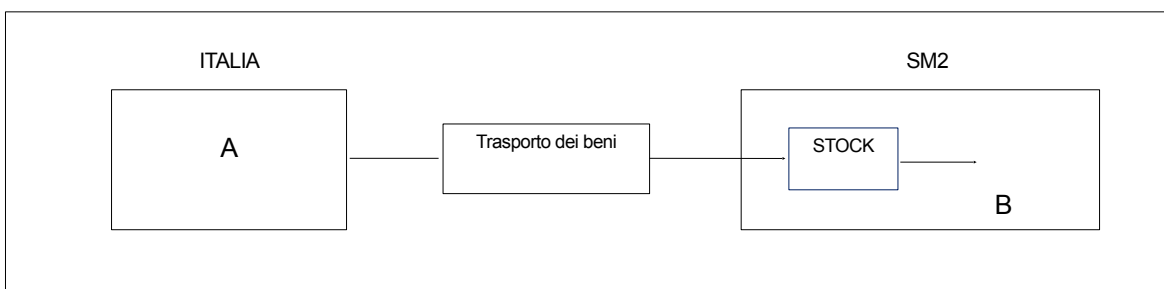 ITALIA
SM2
A
Trasporto dei beni
STOCK
B